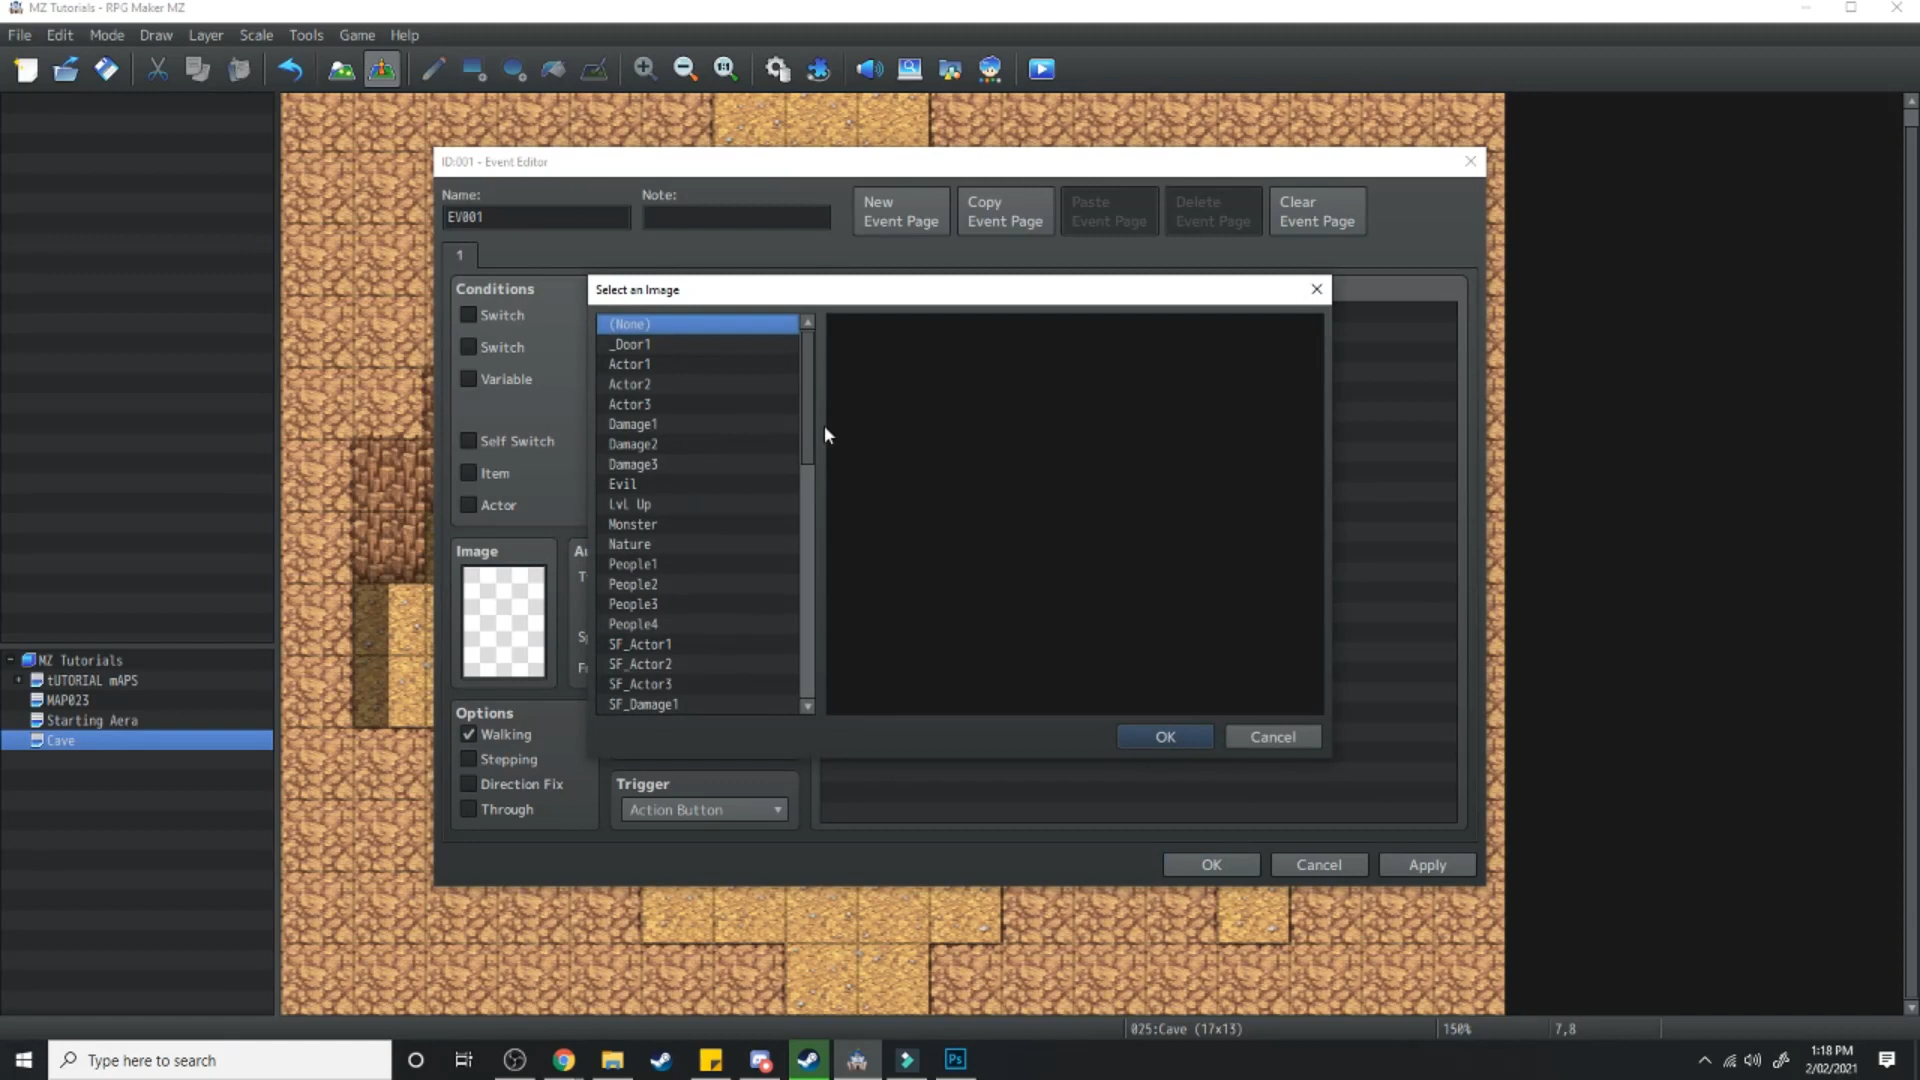 MZ Tutorials - RPG Maker MZ
File Edit Mode Draw Layer Scale Tools Game Help
ID:001 - Event Editor
Name:
Note:
EV001
New
Event Page
Copy
Event Page
Paste
Event Page
Delete
Event Page
Clear
Event Page
1
Conditions
Switch
Switch
Variable
Self Switch
Item
Actor
Image
Options
Walking
Stepping
Direction Fix
Through
Trigger
Action Button
OK
Cancel
Apply
Select an Image
(None)
_Door1
Actor1
Actor2
Actor3
Damage1
Damage2
Damage3
Evil
Lvl Up
Monster
Nature
People1
People2
People3
People4
SF_Actor1
SF_Actor2
SF_Actor3
SF_Damage1
OK
Cancel
MZ Tutorials
tUTORIAL mAPS
MAP023
Starting Aera
Cave
025:Cave (17x13)
150%
7,8
Type here to search
Ps
1:18 PM
2/02/2021